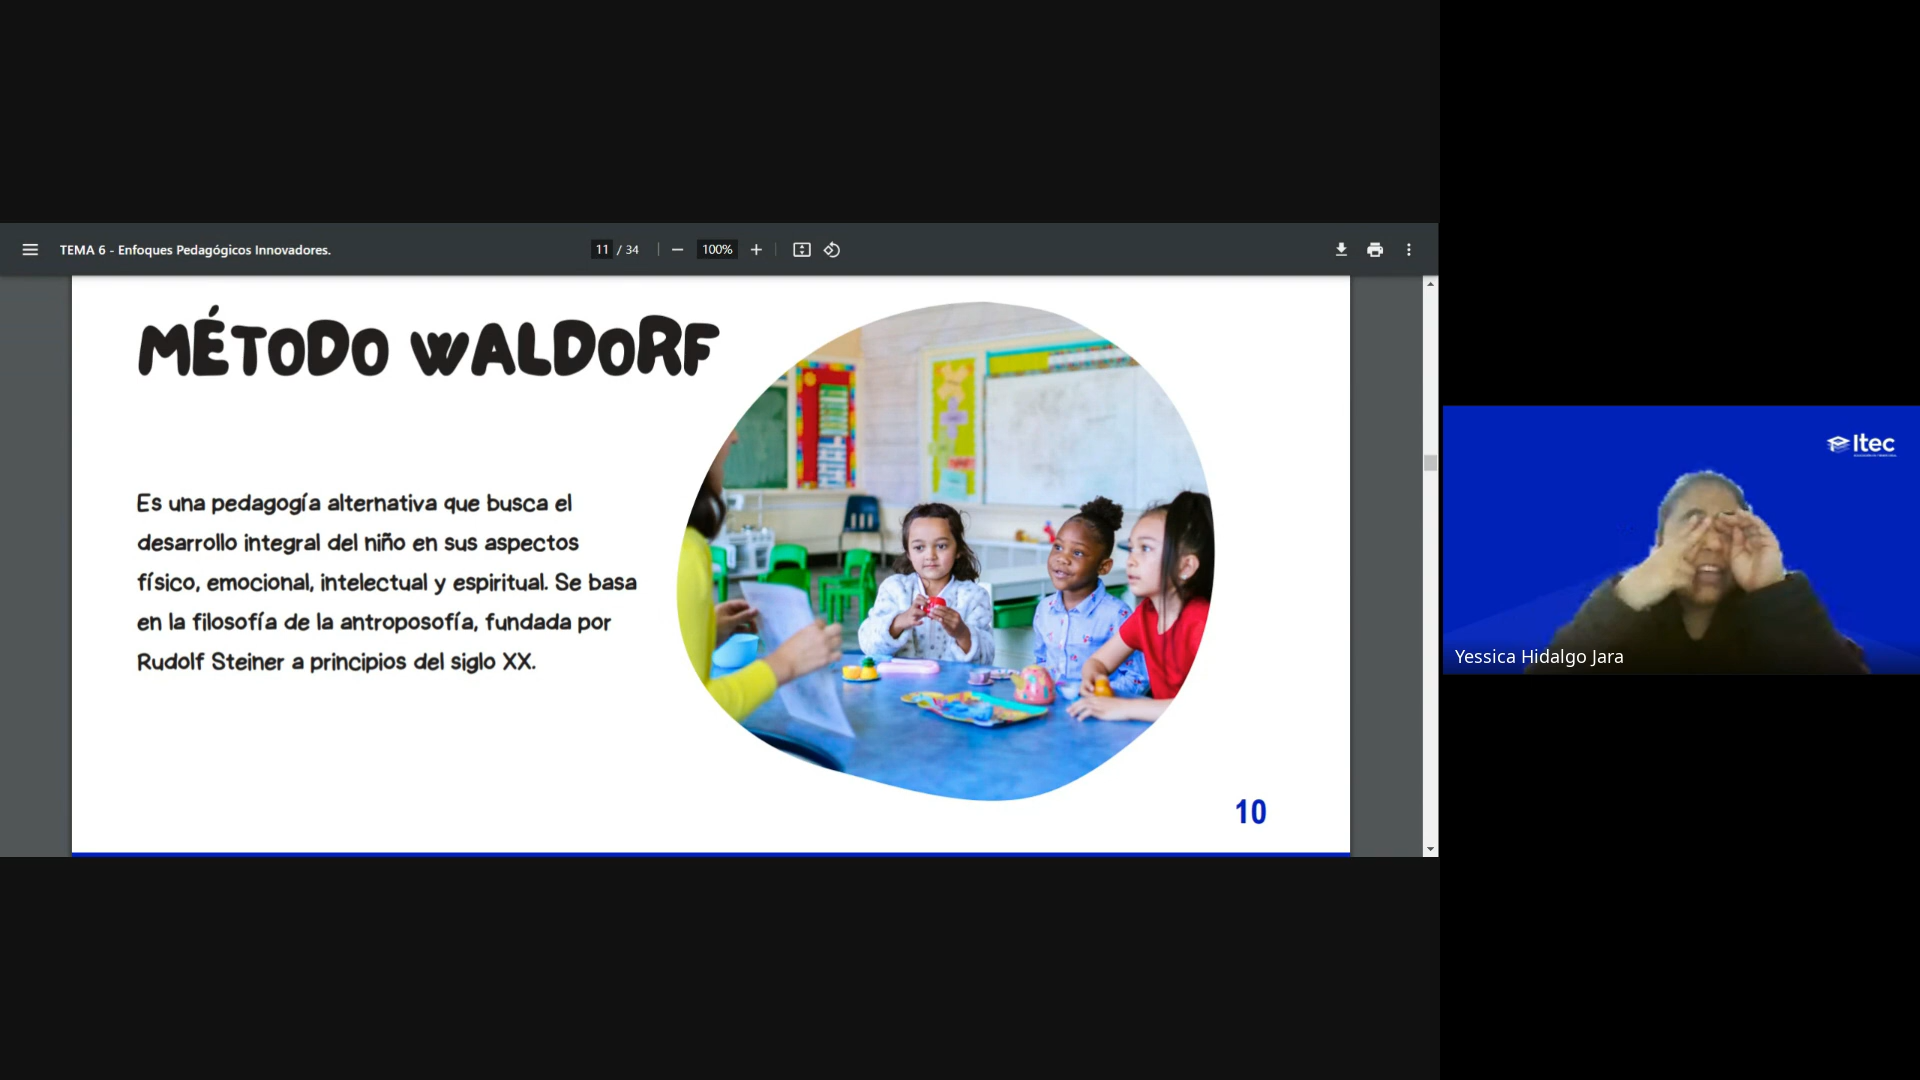 TEMA 6 - Enfoques Pedagógicos Innovadores.
11 / 34
100%
MÉTODO WALDORF
Es una pedagogía alternativa que busca el
desarrollo integral del niño en sus aspectos
físico, emocional, intelectual y espiritual. Se basa
en la filosofía de la antroposofía, fundada por
Rudolf Steiner a principios del siglo XX.
10
Itec
Yessica Hidalgo Jara